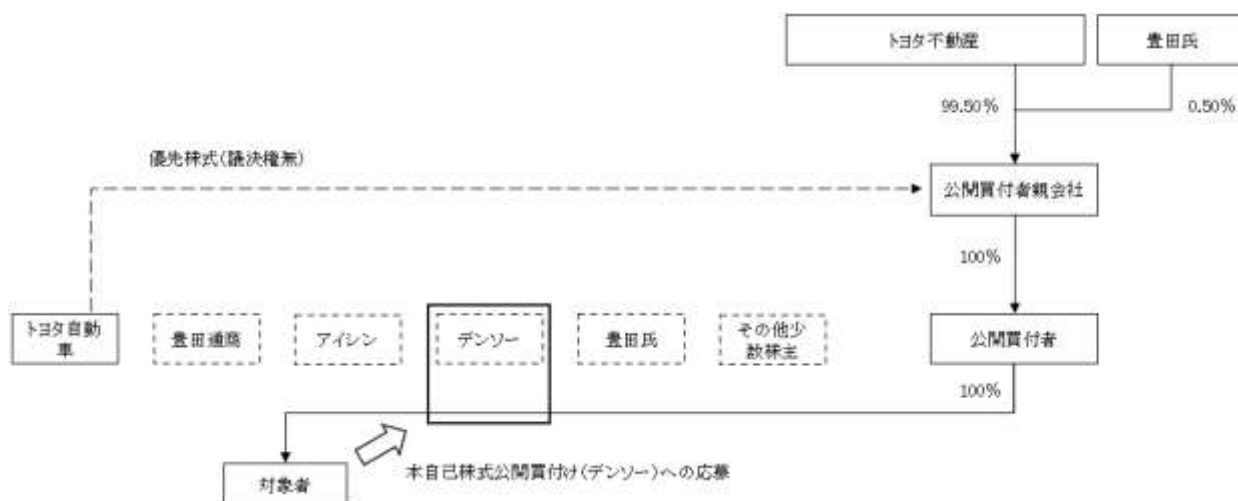 トヨタ不動産
豊田氏
99.50%
0.50%
優先株式(議決権無)
公開買付者親会社
100%
トヨタ自動
車
豊田通商
アイシン
デンソー
豊田氏
その他少
数株主
公開買付者
100%
本自己株式公開買付け(デンソー)への応募
対象者